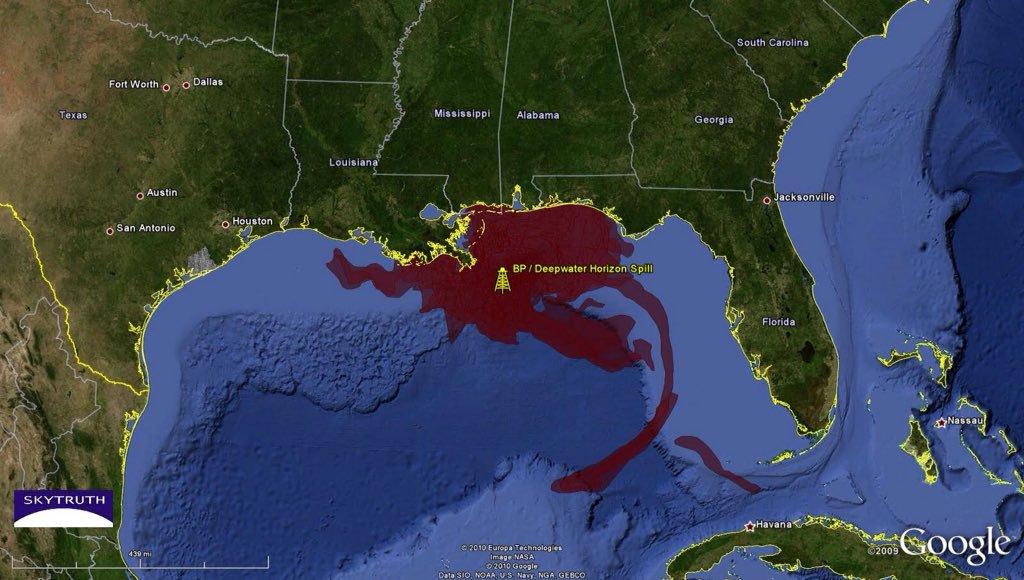 South Carolina
Fort Worth
Dallas
Texas
Mississippi
Alabama
Georgia
Louisiana
Austin
Jacksonville
San Antonio
Houston
BP / Deepwater Horizon Spill
Florida
Nassau
SKYTRUTH
Havana
439 mi
© 2010 Europa Technologies
Image NASA
© 2010 Google
Data SIO, NOAA, U.S. Navy, NGA, GEBCO
©2009 Google